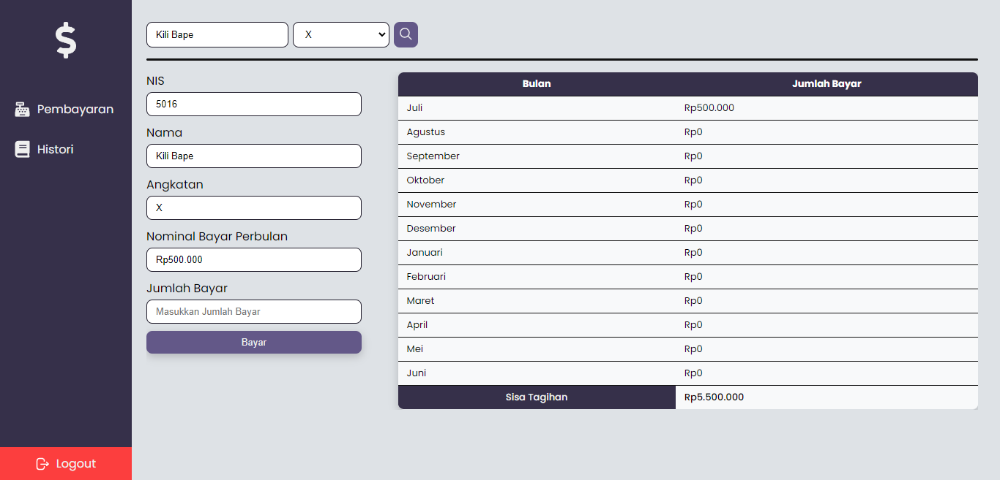 $
Pembayaran
Histori
Logout
Kili Bape X
NIS
5016
Nama
Kili Bape
Angkatan
X
Nominal Bayar Perbulan
Rp500.000
Jumlah Bayar
Masukkan Jumlah Bayar
Bayar
Bulan Jumlah Bayar
Juli Rp500.000
Agustus Rp0
September Rp0
Oktober Rp0
November Rp0
Desember Rp0
Januari Rp0
Februari Rp0
Maret Rp0
April Rp0
Mei Rp0
Juni Rp0
Sisa Tagihan Rp5.500.000